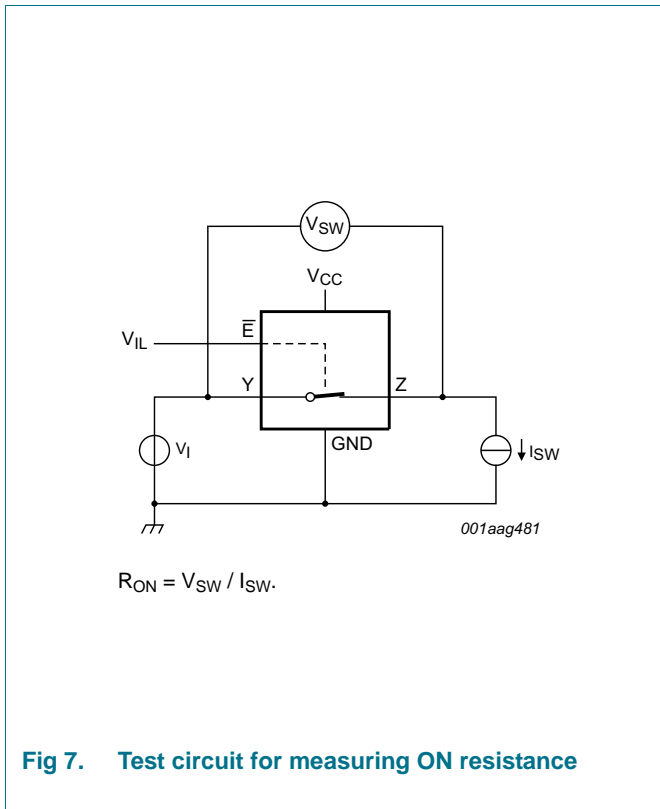 VSW
VCC
E̅
VIL
Y
Z
VI
GND
ISW
001aag481
RON = VSW / ISW.
Fig 7. Test circuit for measuring ON resistance